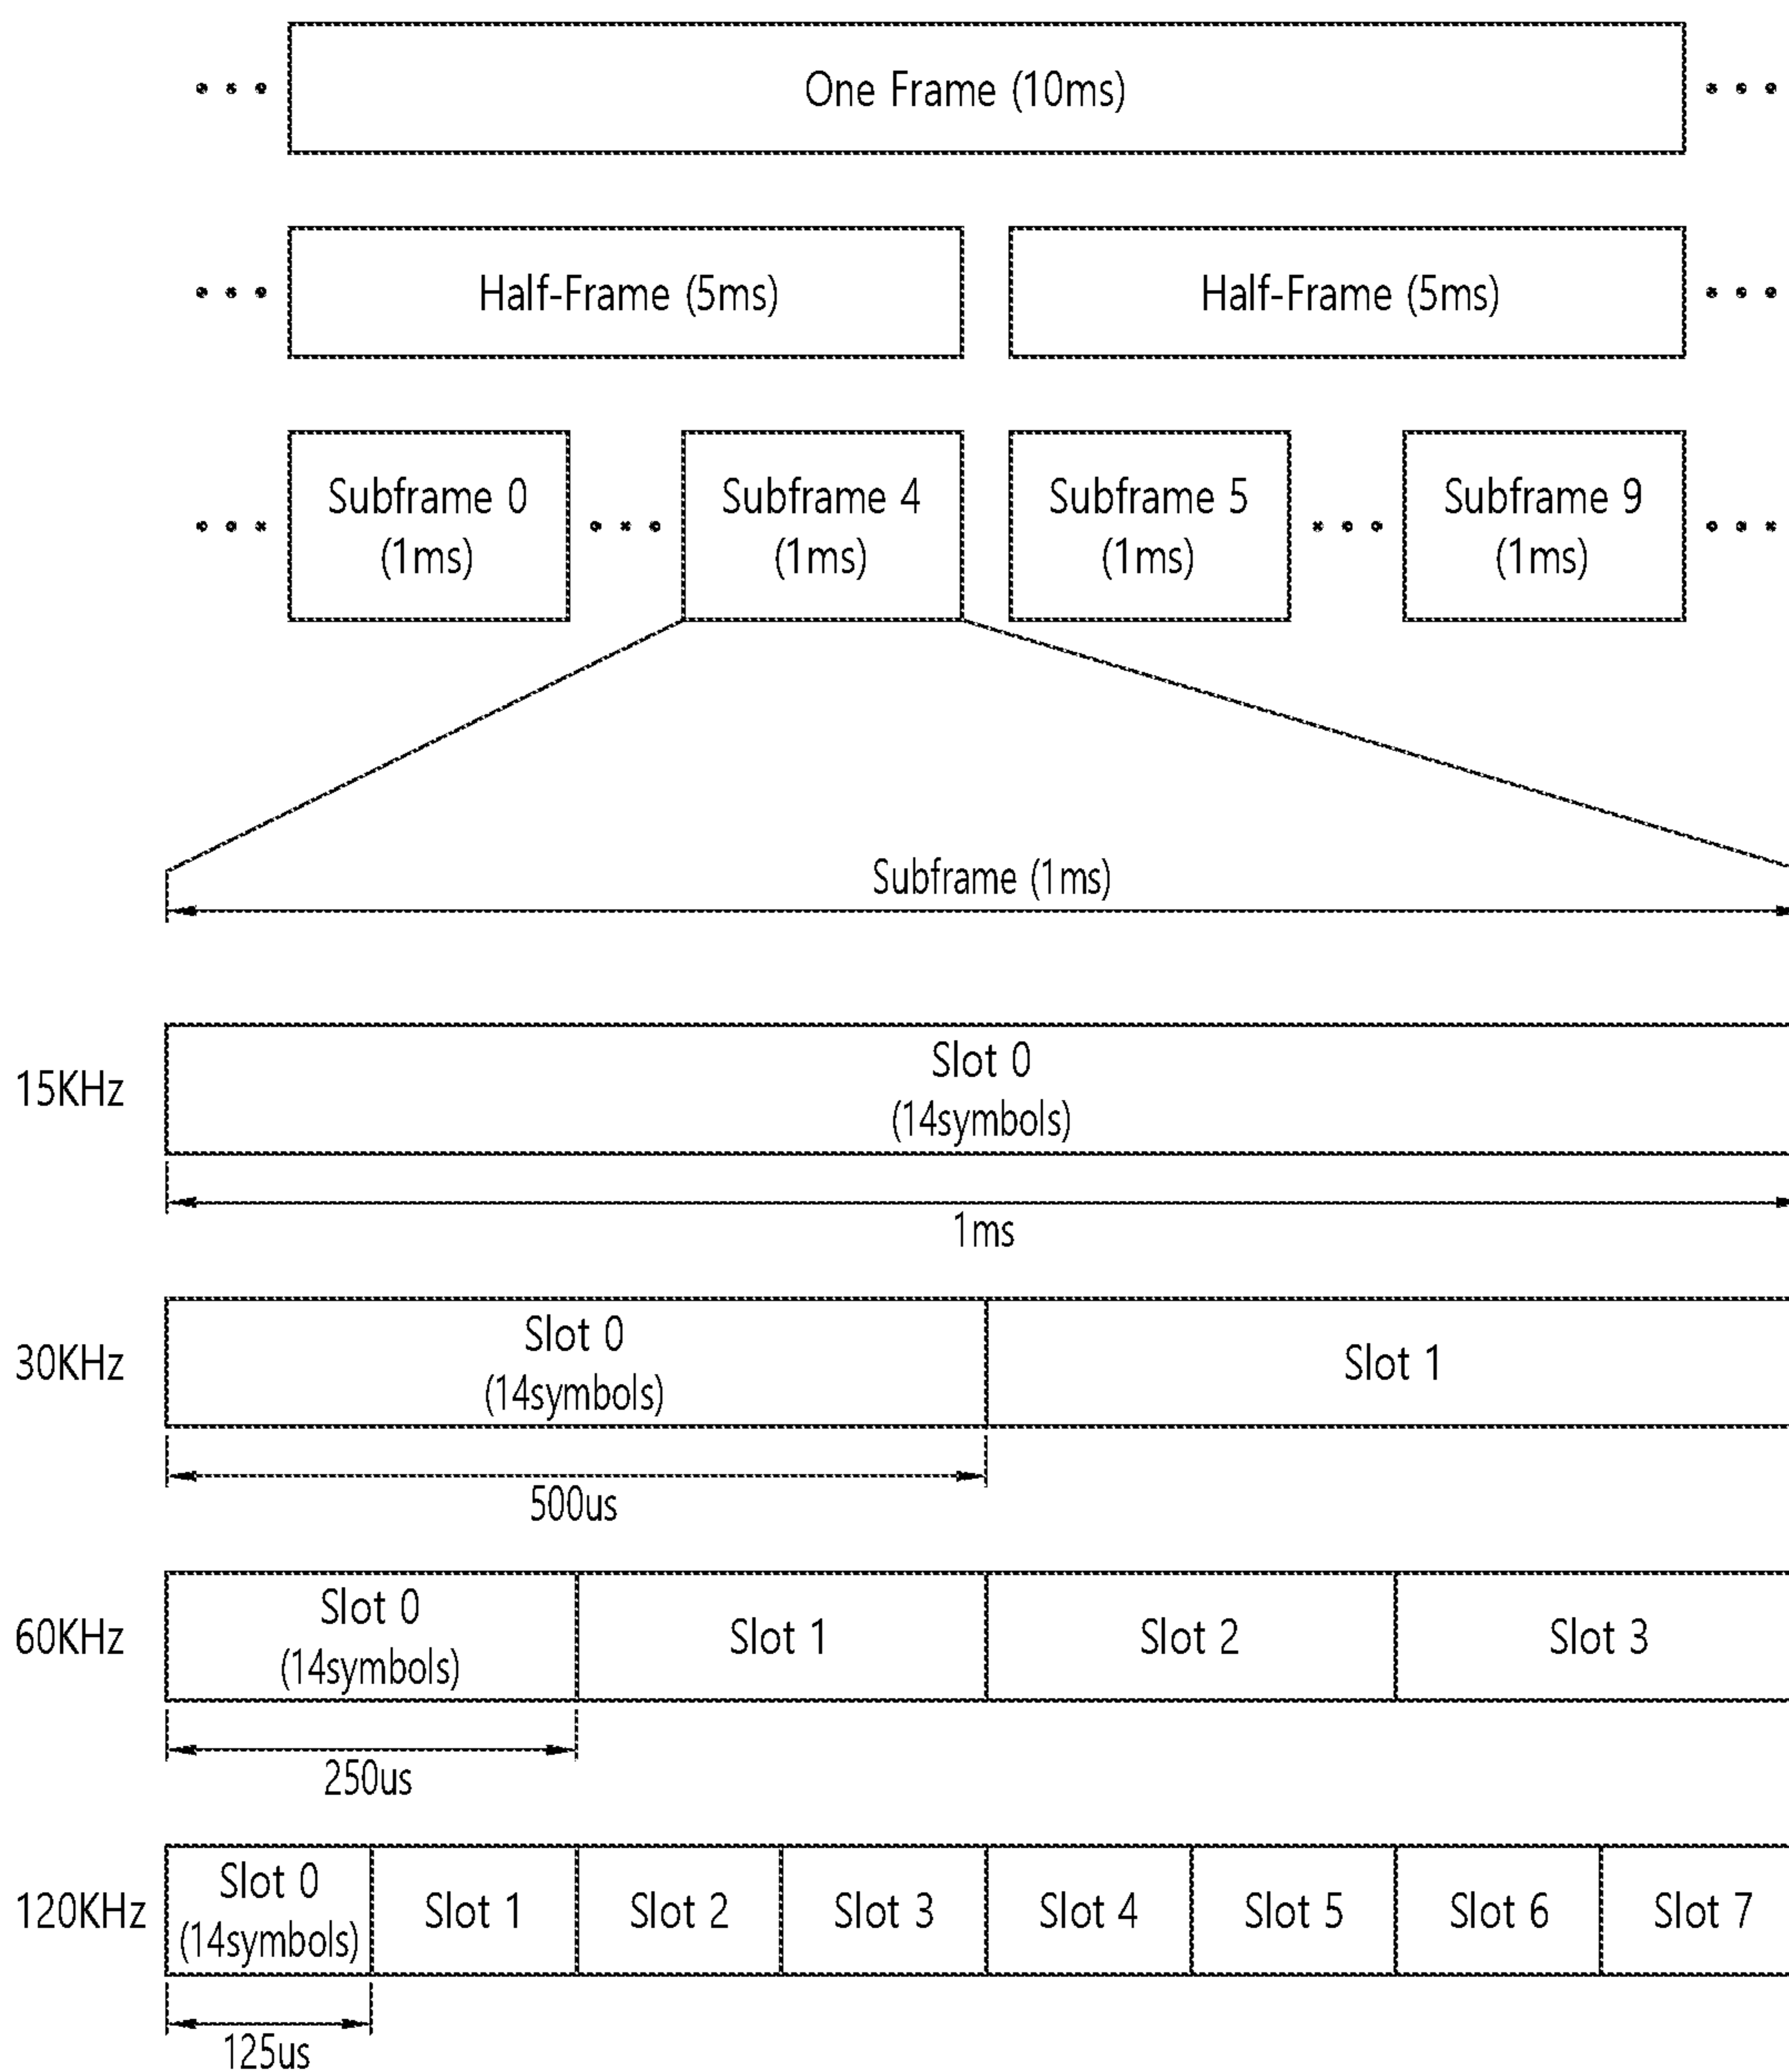 One Frame (10ms)
Half-Frame (5ms) Half-Frame (5ms)
Subframe 0 Subframe 4 Subframe 5 Subframe 9
(1ms) (1ms) (1ms) (1ms)
Subframe (1ms)
15KHz
Slot 0
(14symbols)
1ms
30KHz
Slot 0
(14symbols)
Slot 1
500us
60KHz
Slot 0
(14symbols)
Slot 1
Slot 2
Slot 3
250us
120KHz
Slot 0
(14symbols)
Slot 1
Slot 2
Slot 3
Slot 4
Slot 5
Slot 6
Slot 7
125us